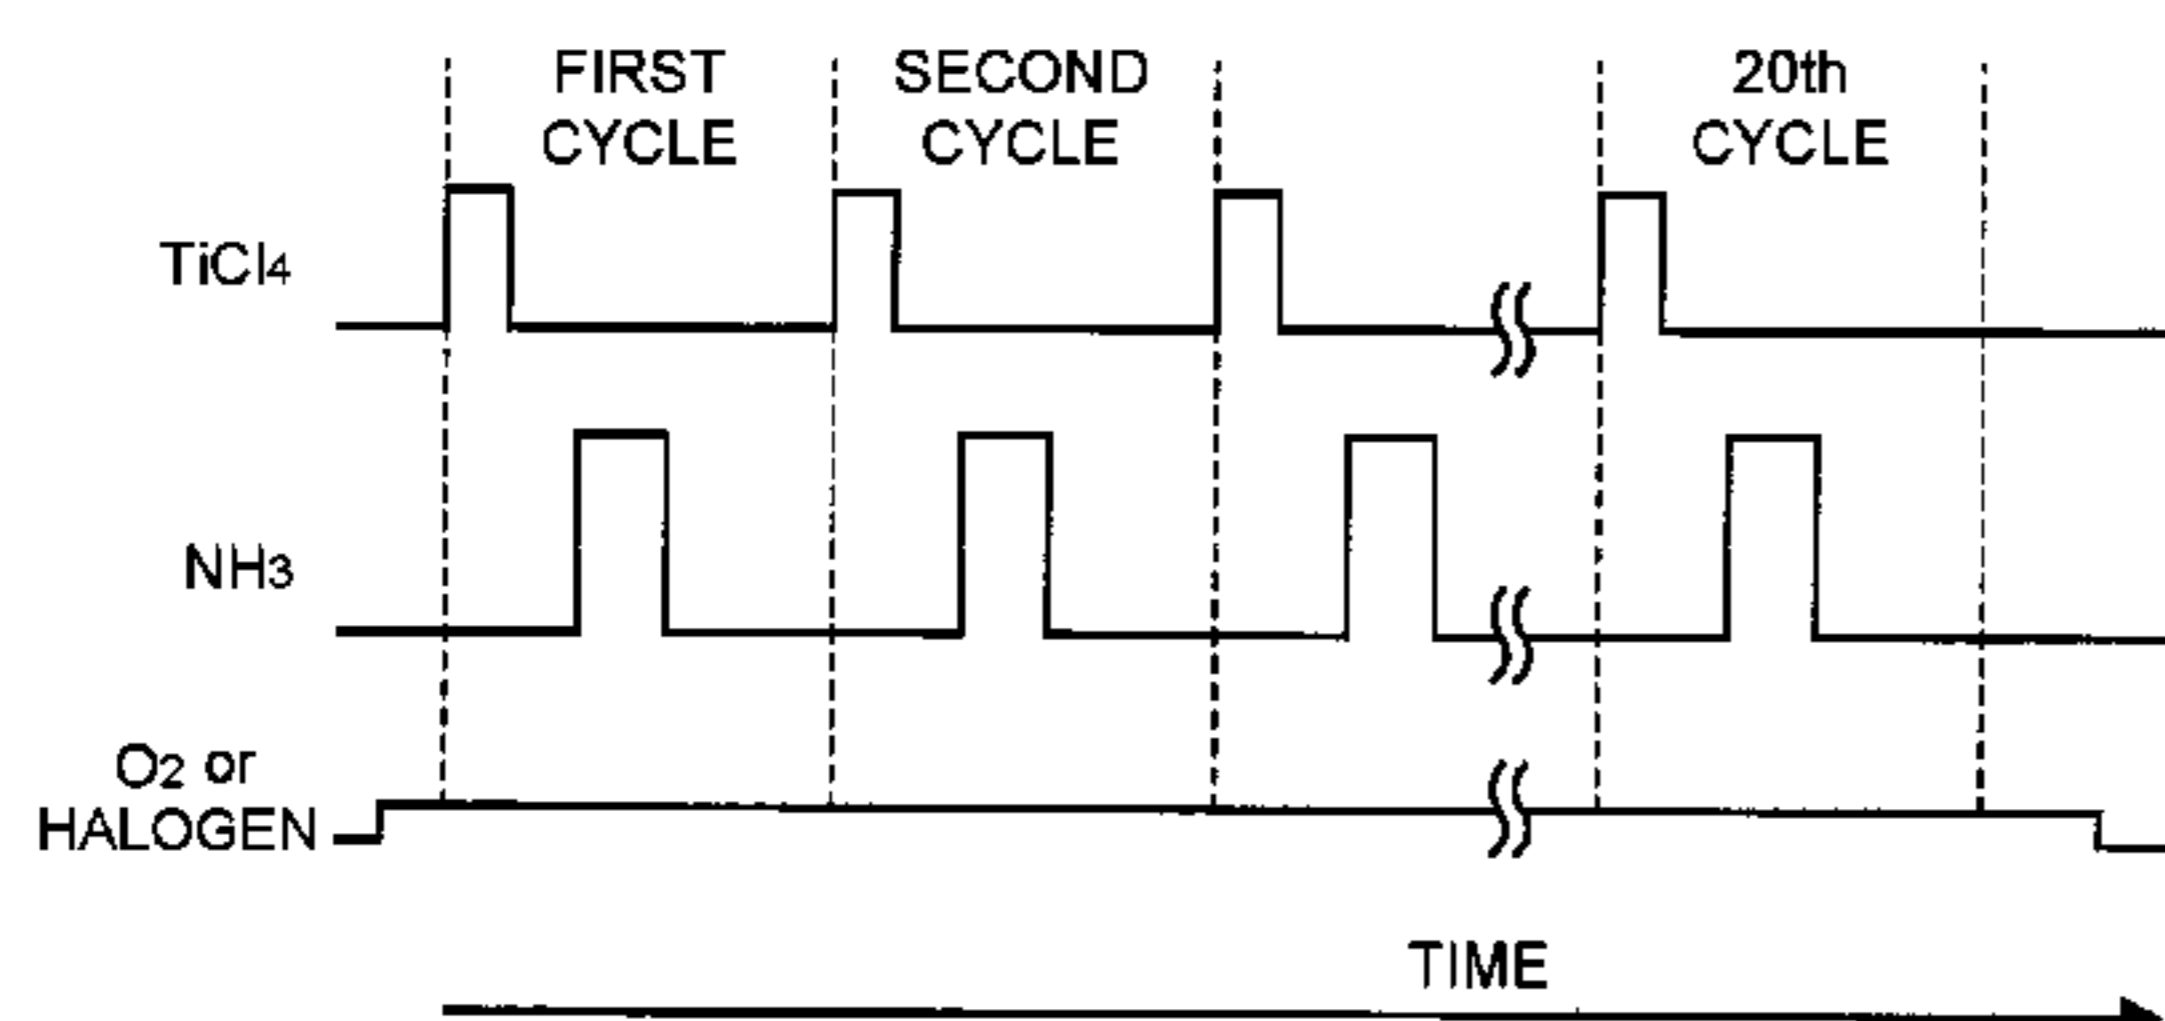 FIRST
CYCLE
SECOND
CYCLE
20th
CYCLE
TiCl4
NH3
O2 or
HALOGEN
TIME